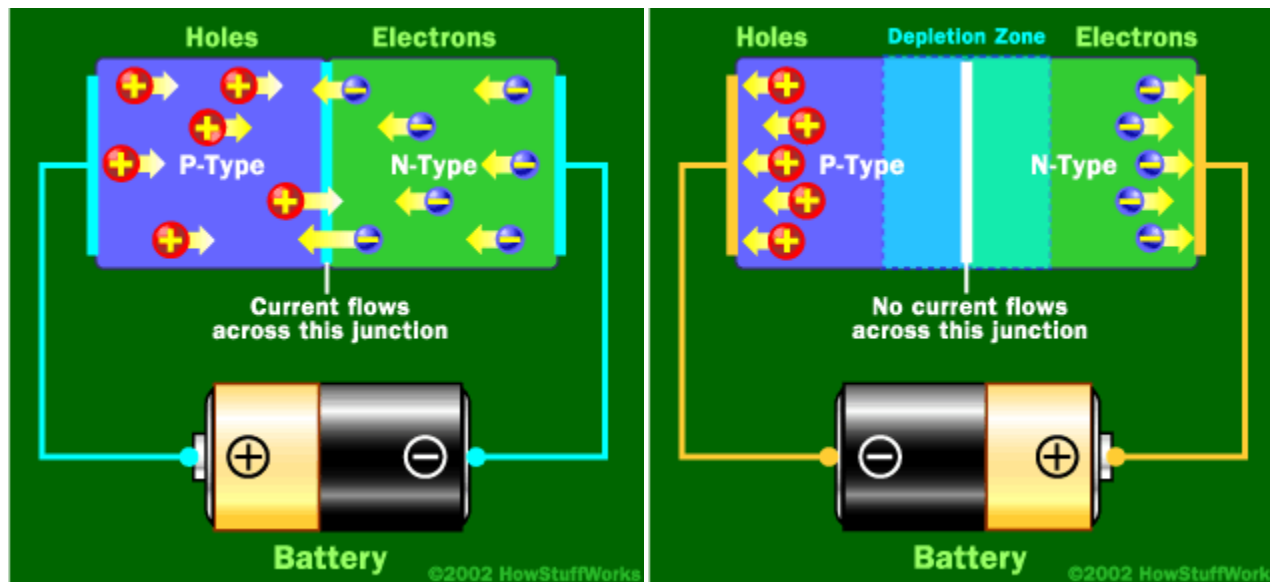 Holes
Electrons
P-Type
N-Type
Current flows
across this junction
+
−
Battery
©2002 HowStuffWorks
Holes
Depletion Zone
Electrons
P-Type
N-Type
No current flows
across this junction
−
+
Battery
©2002 HowStuffWorks